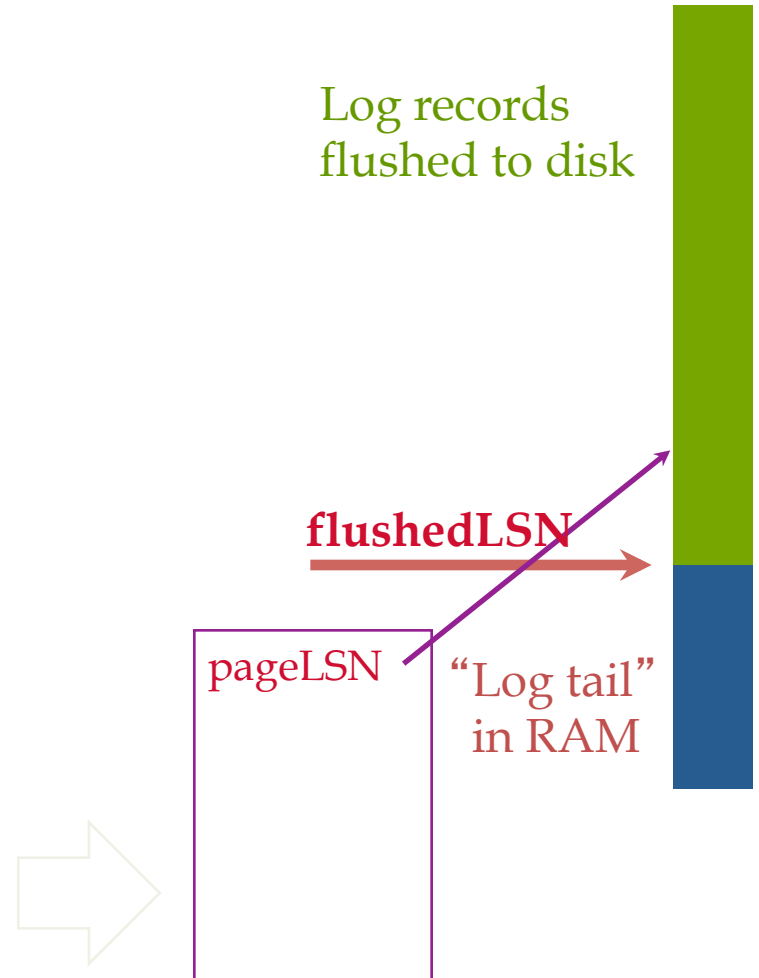 Log records
flushed to disk
flushedLSN
pageLSN
“Log tail”
in RAM